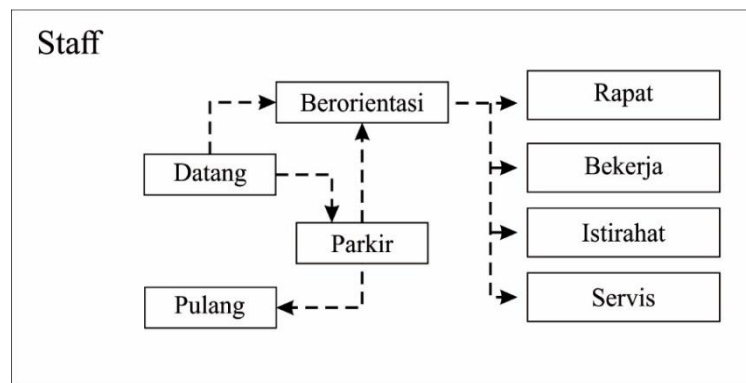 Staff
Berorientasi
Rapat
Datang
Bekerja
Parkir
Istirahat
Pulang
Servis